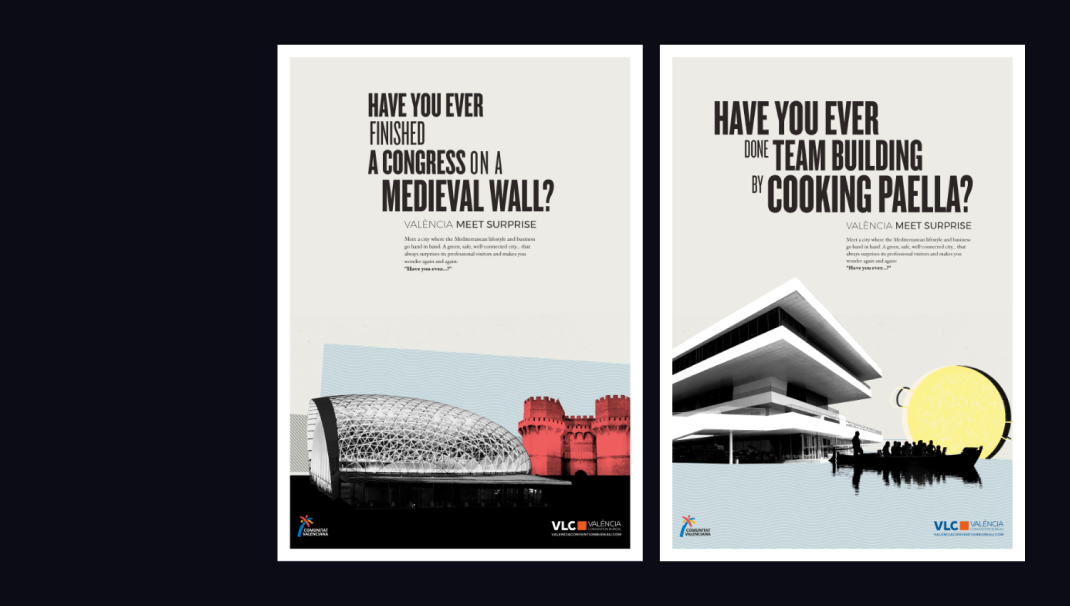 HAVE YOU EVER
FINISHED
A CONGRESS ON A
MEDIEVAL WALL?
VALÈNCIA MEET SURPRISE
Meet a city where the Mediterranean lifestyle and business
go hand in hand. A green, safe, well-connected city... that
always surprises its professional visitors and makes you
wonder again and again:
"Have you ever...?"
COMUNITAT
VALENCIANA
VLC VALÈNCIA
CONVENTION BUREAU
VALENCIACONVENTIONBUREAU.COM
HAVE YOU EVER
DONE TEAM BUILDING
BY COOKING PAELLA?
VALÈNCIA MEET SURPRISE
Meet a city where the Mediterranean lifestyle and business
go hand in hand. A green, safe, well-connected city... that
always surprises its professional visitors and makes you
wonder again and again:
"Have you ever...?"
COMUNITAT
VALENCIANA
VLC VALÈNCIA
CONVENTION BUREAU
VALENCIACONVENTIONBUREAU.COM